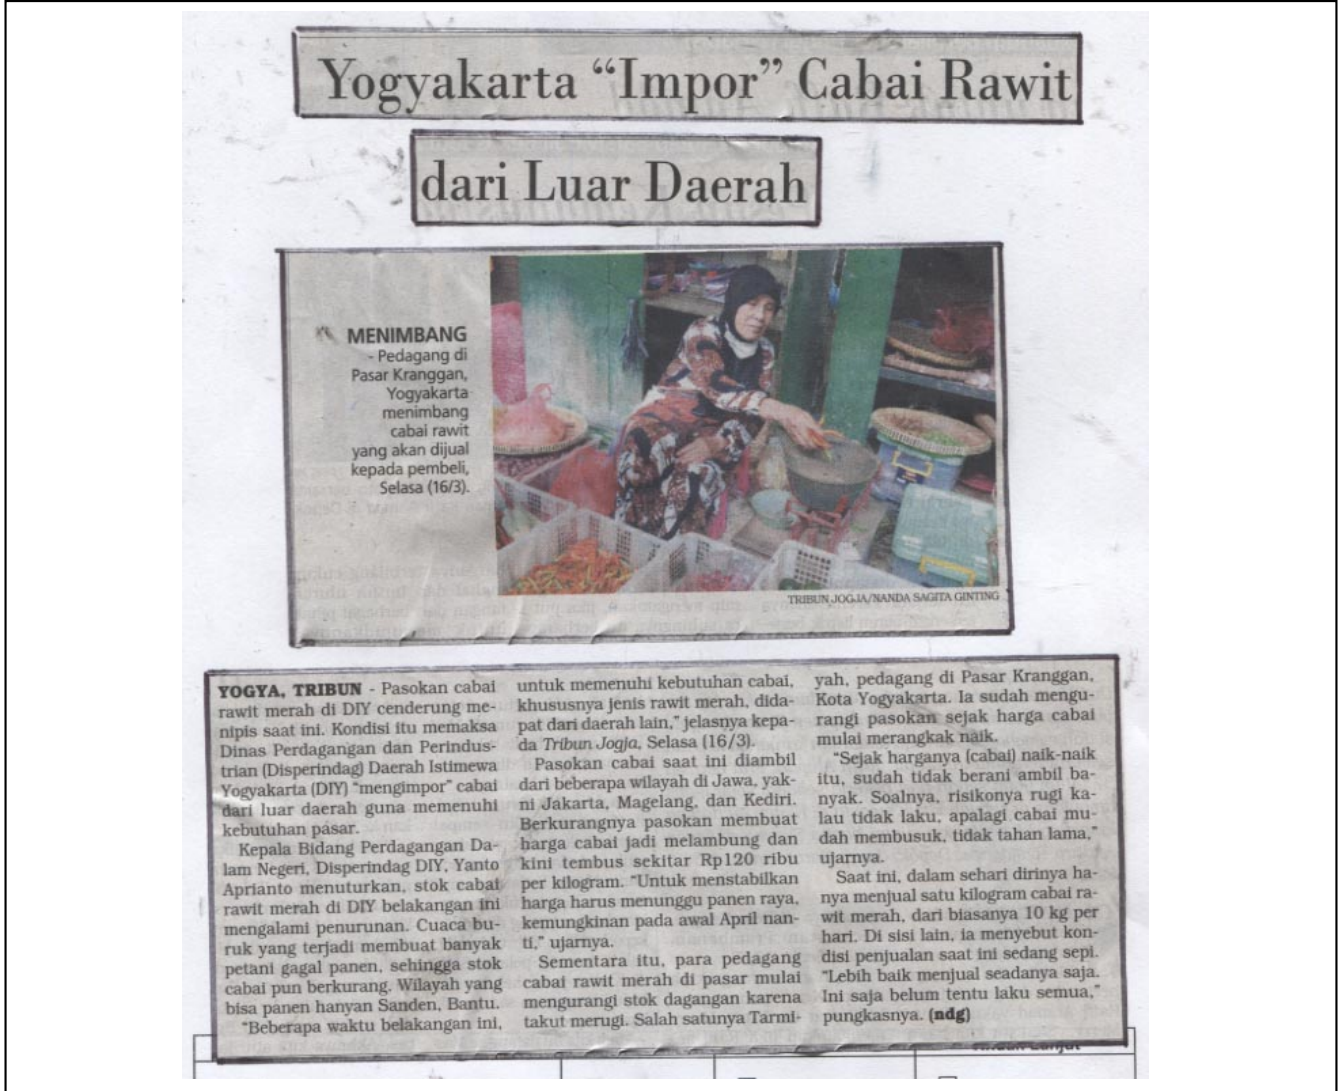 Yogyakarta “Impor” Cabai Rawit
dari Luar Daerah
MENIMBANG
- Pedagang di
Pasar Kranggan,
Yogyakarta
menimbang
cabai rawit
yang akan dijual
kepada pembeli,
Selasa (16/3).
TRIBUN JOGJA/NANDA SAGITA GINTING
YOGYA, TRIBUN - Pasokan cabai
rawit merah di DIY cenderung me-
nipis saat ini. Kondisi itu memaksa
Dinas Perdagangan dan Perindus-
trian (Disperindag) Daerah Istimewa
Yogyakarta (DIY) “mengimpor” cabai
dari luar daerah guna memenuhi
kebutuhan pasar.
Kepala Bidang Perdagangan Da-
lam Negeri, Disperindag DIY, Yanto
Aprianto menuturkan, stok cabai
rawit merah di DIY belakangan ini
mengalami penurunan. Cuaca bu-
ruk yang terjadi membuat banyak
petani gagal panen, sehingga stok
cabai pun berkurang. Wilayah yang
bisa panen hanyan Sanden, Bantu.
“Beberapa waktu belakangan ini,
untuk memenuhi kebutuhan cabai,
khususnya jenis rawit merah, dida-
pat dari daerah lain,” jelasnya kepa-
da Tribun Jogja, Selasa (16/3).
Pasokan cabai saat ini diambil
dari beberapa wilayah di Jawa, yak-
ni Jakarta, Magelang, dan Kediri.
Berkurangnya pasokan membuat
harga cabai jadi melambung dan
kini tembus sekitar Rp120 ribu
per kilogram. “Untuk menstabilkan
harga harus menunggu panen raya,
kemungkinan pada awal April nan-
ti,” ujarnya.
Sementara itu, para pedagang
cabai rawit merah di pasar mulai
mengurangi stok dagangan karena
takut merugi. Salah satunya Tarmi-
yah, pedagang di Pasar Kranggan,
Kota Yogyakarta. Ia sudah mengu-
rangi pasokan sejak harga cabai
mulai merangkak naik.
“Sejak harganya (cabai) naik-naik
itu, sudah tidak berani ambil ba-
nyak. Soalnya, risikonya rugi ka-
lau tidak laku, apalagi cabai mu-
dah membusuk, tidak tahan lama,”
ujarnya.
Saat ini, dalam sehari dirinya ha-
nya menjual satu kilogram cabai ra-
wit merah, dari biasanya 10 kg per
hari. Di sisi lain, ia menyebut kon-
disi penjualan saat ini sedang sepi.
“Lebih baik menjual seadanya saja.
Ini saja belum tentu laku semua,”
pungkasnya. (ndg)